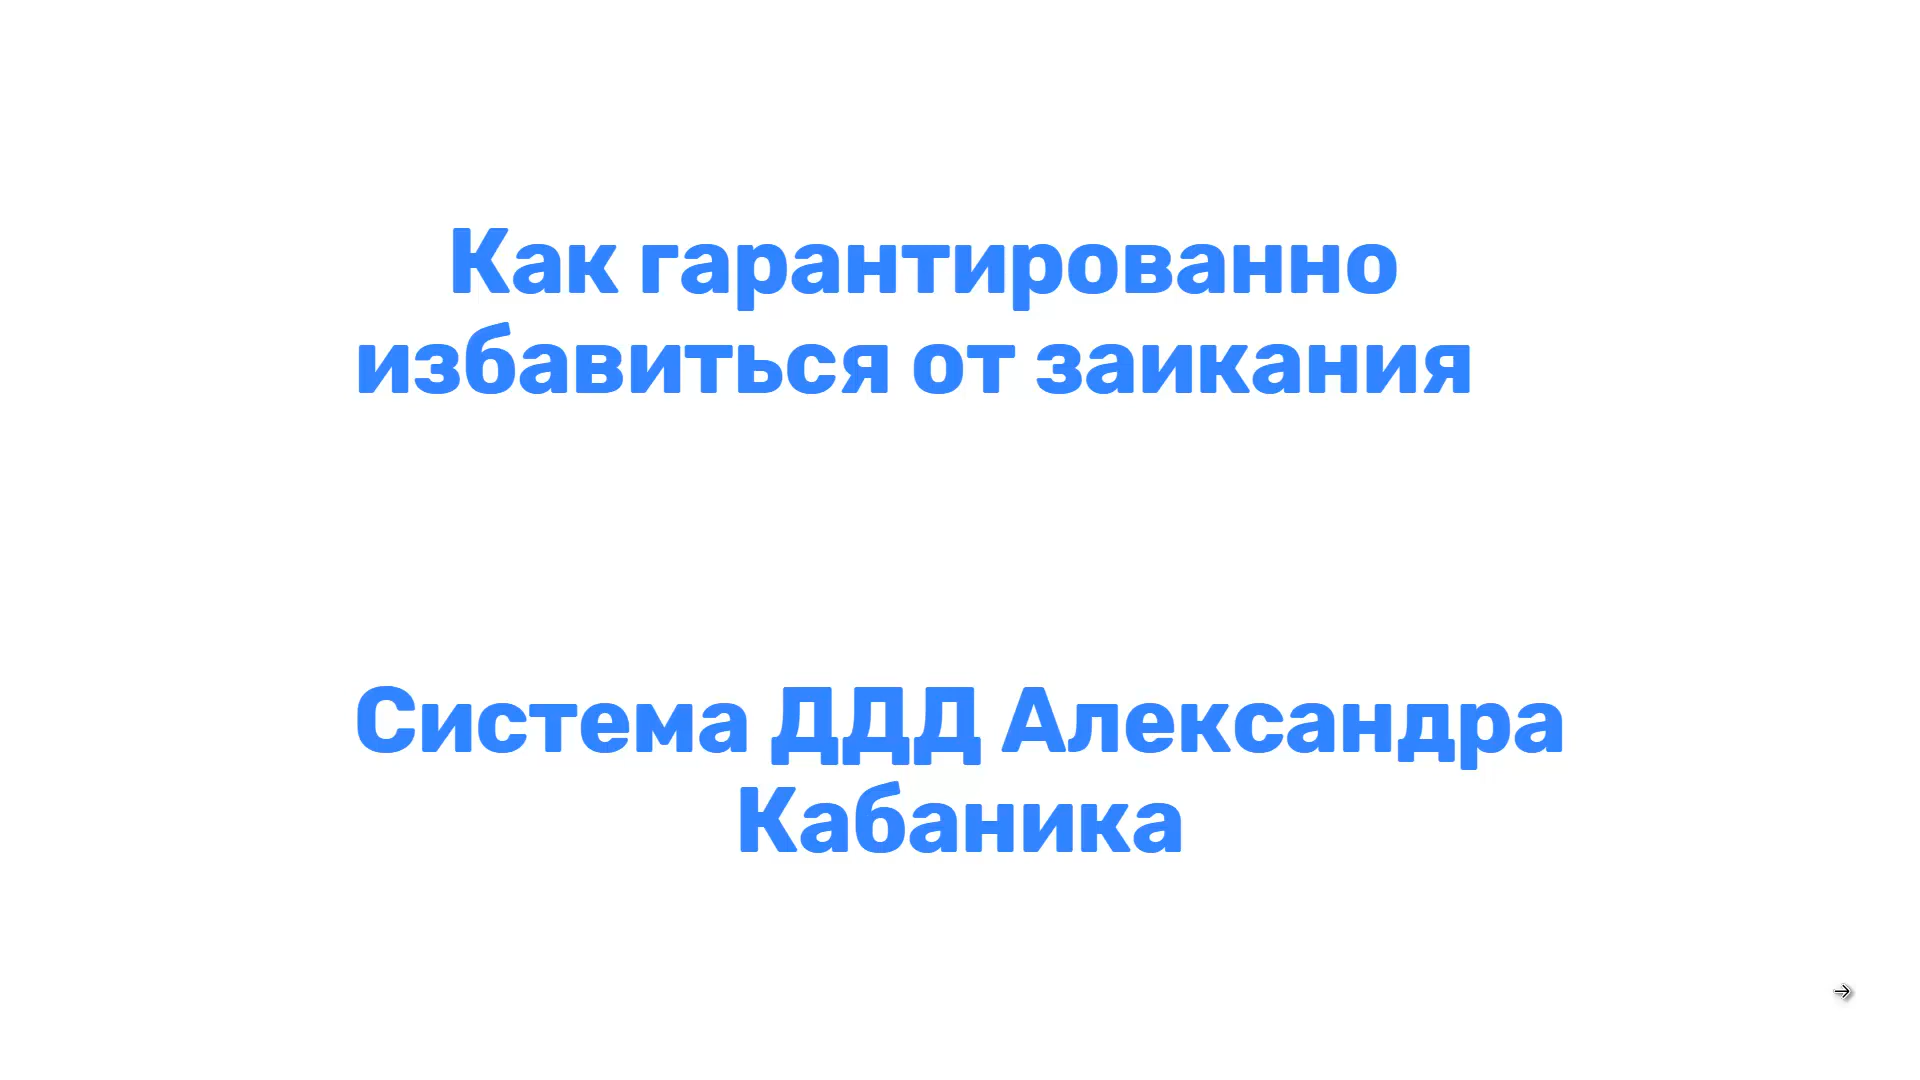 Как гарантированно
избавиться от заикания
Система ДДД Александра
Кабаника